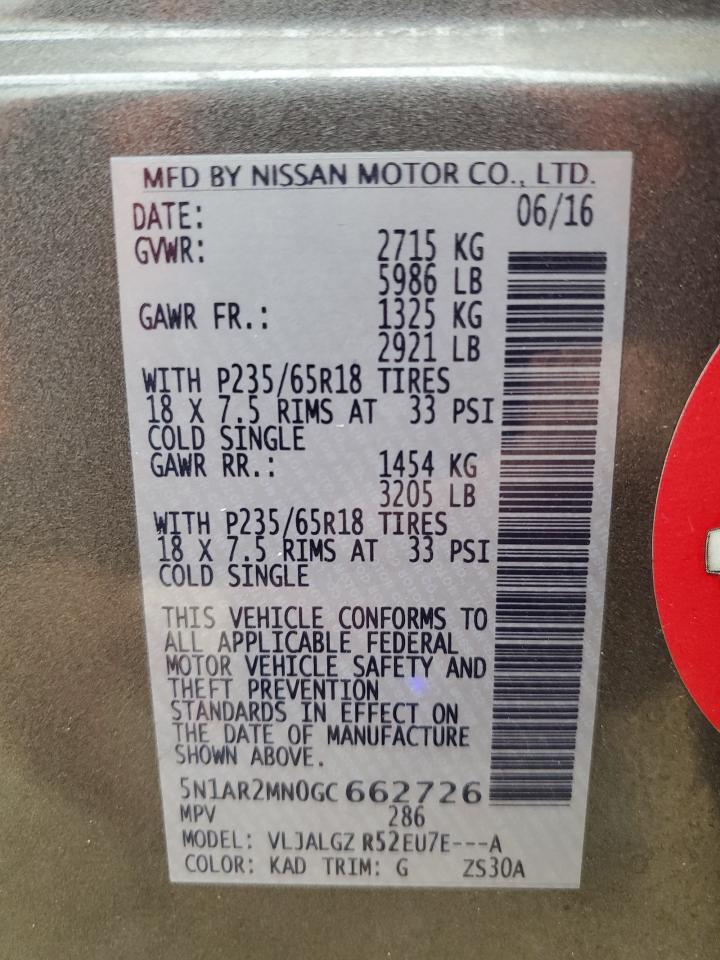 MFD BY NISSAN MOTOR CO., LTD.
DATE: 06/16
GVWR: 2715 KG
5986 LB
GAWR FR.: 1325 KG
2921 LB
WITH P235/65R18 TIRES
18 X 7.5 RIMS AT 33 PSI
COLD SINGLE
GAWR RR.: 1454 KG
3205 LB
WITH P235/65R18 TIRES
18 X 7.5 RIMS AT 33 PSI
COLD SINGLE
THIS VEHICLE CONFORMS TO
ALL APPLICABLE FEDERAL
MOTOR VEHICLE SAFETY AND
THEFT PREVENTION
STANDARDS IN EFFECT ON
THE DATE OF MANUFACTURE
SHOWN ABOVE.
5N1AR2MN0GC 662726
MPV 286
MODEL: VLJALGZ R52EU7E---A
COLOR: KAD TRIM: G ZS30A